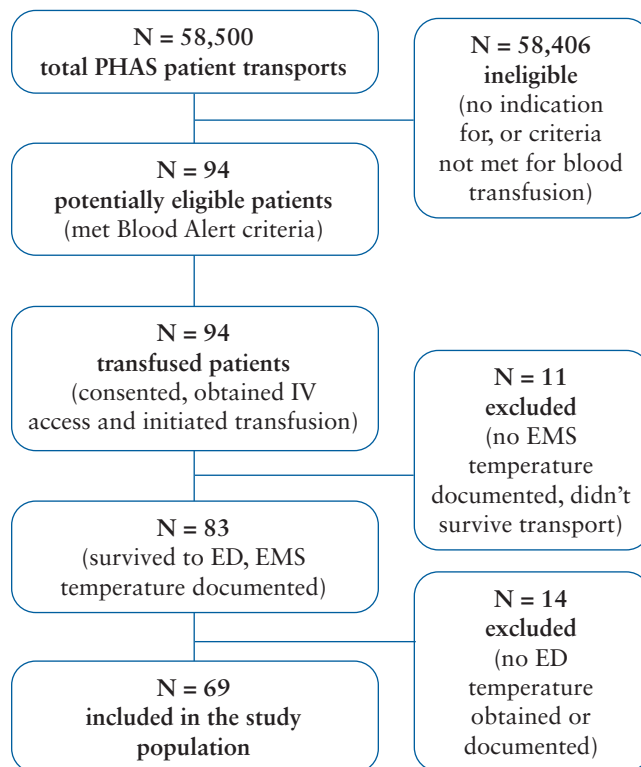 N = 58,500
total PHAS patient transports
N = 58,406
ineligible
(no indication
for, or criteria
not met for blood
transfusion)
N = 94
potentially eligible patients
(met Blood Alert criteria)
N = 94
transfused patients
(consented, obtained IV
access and initiated transfusion)
N = 11
excluded
(no EMS
temperature
documented, didn’t
survive transport)
N = 83
(survived to ED, EMS
temperature documented)
N = 14
excluded
(no ED
temperature
obtained or
documented)
N = 69
included in the study
population